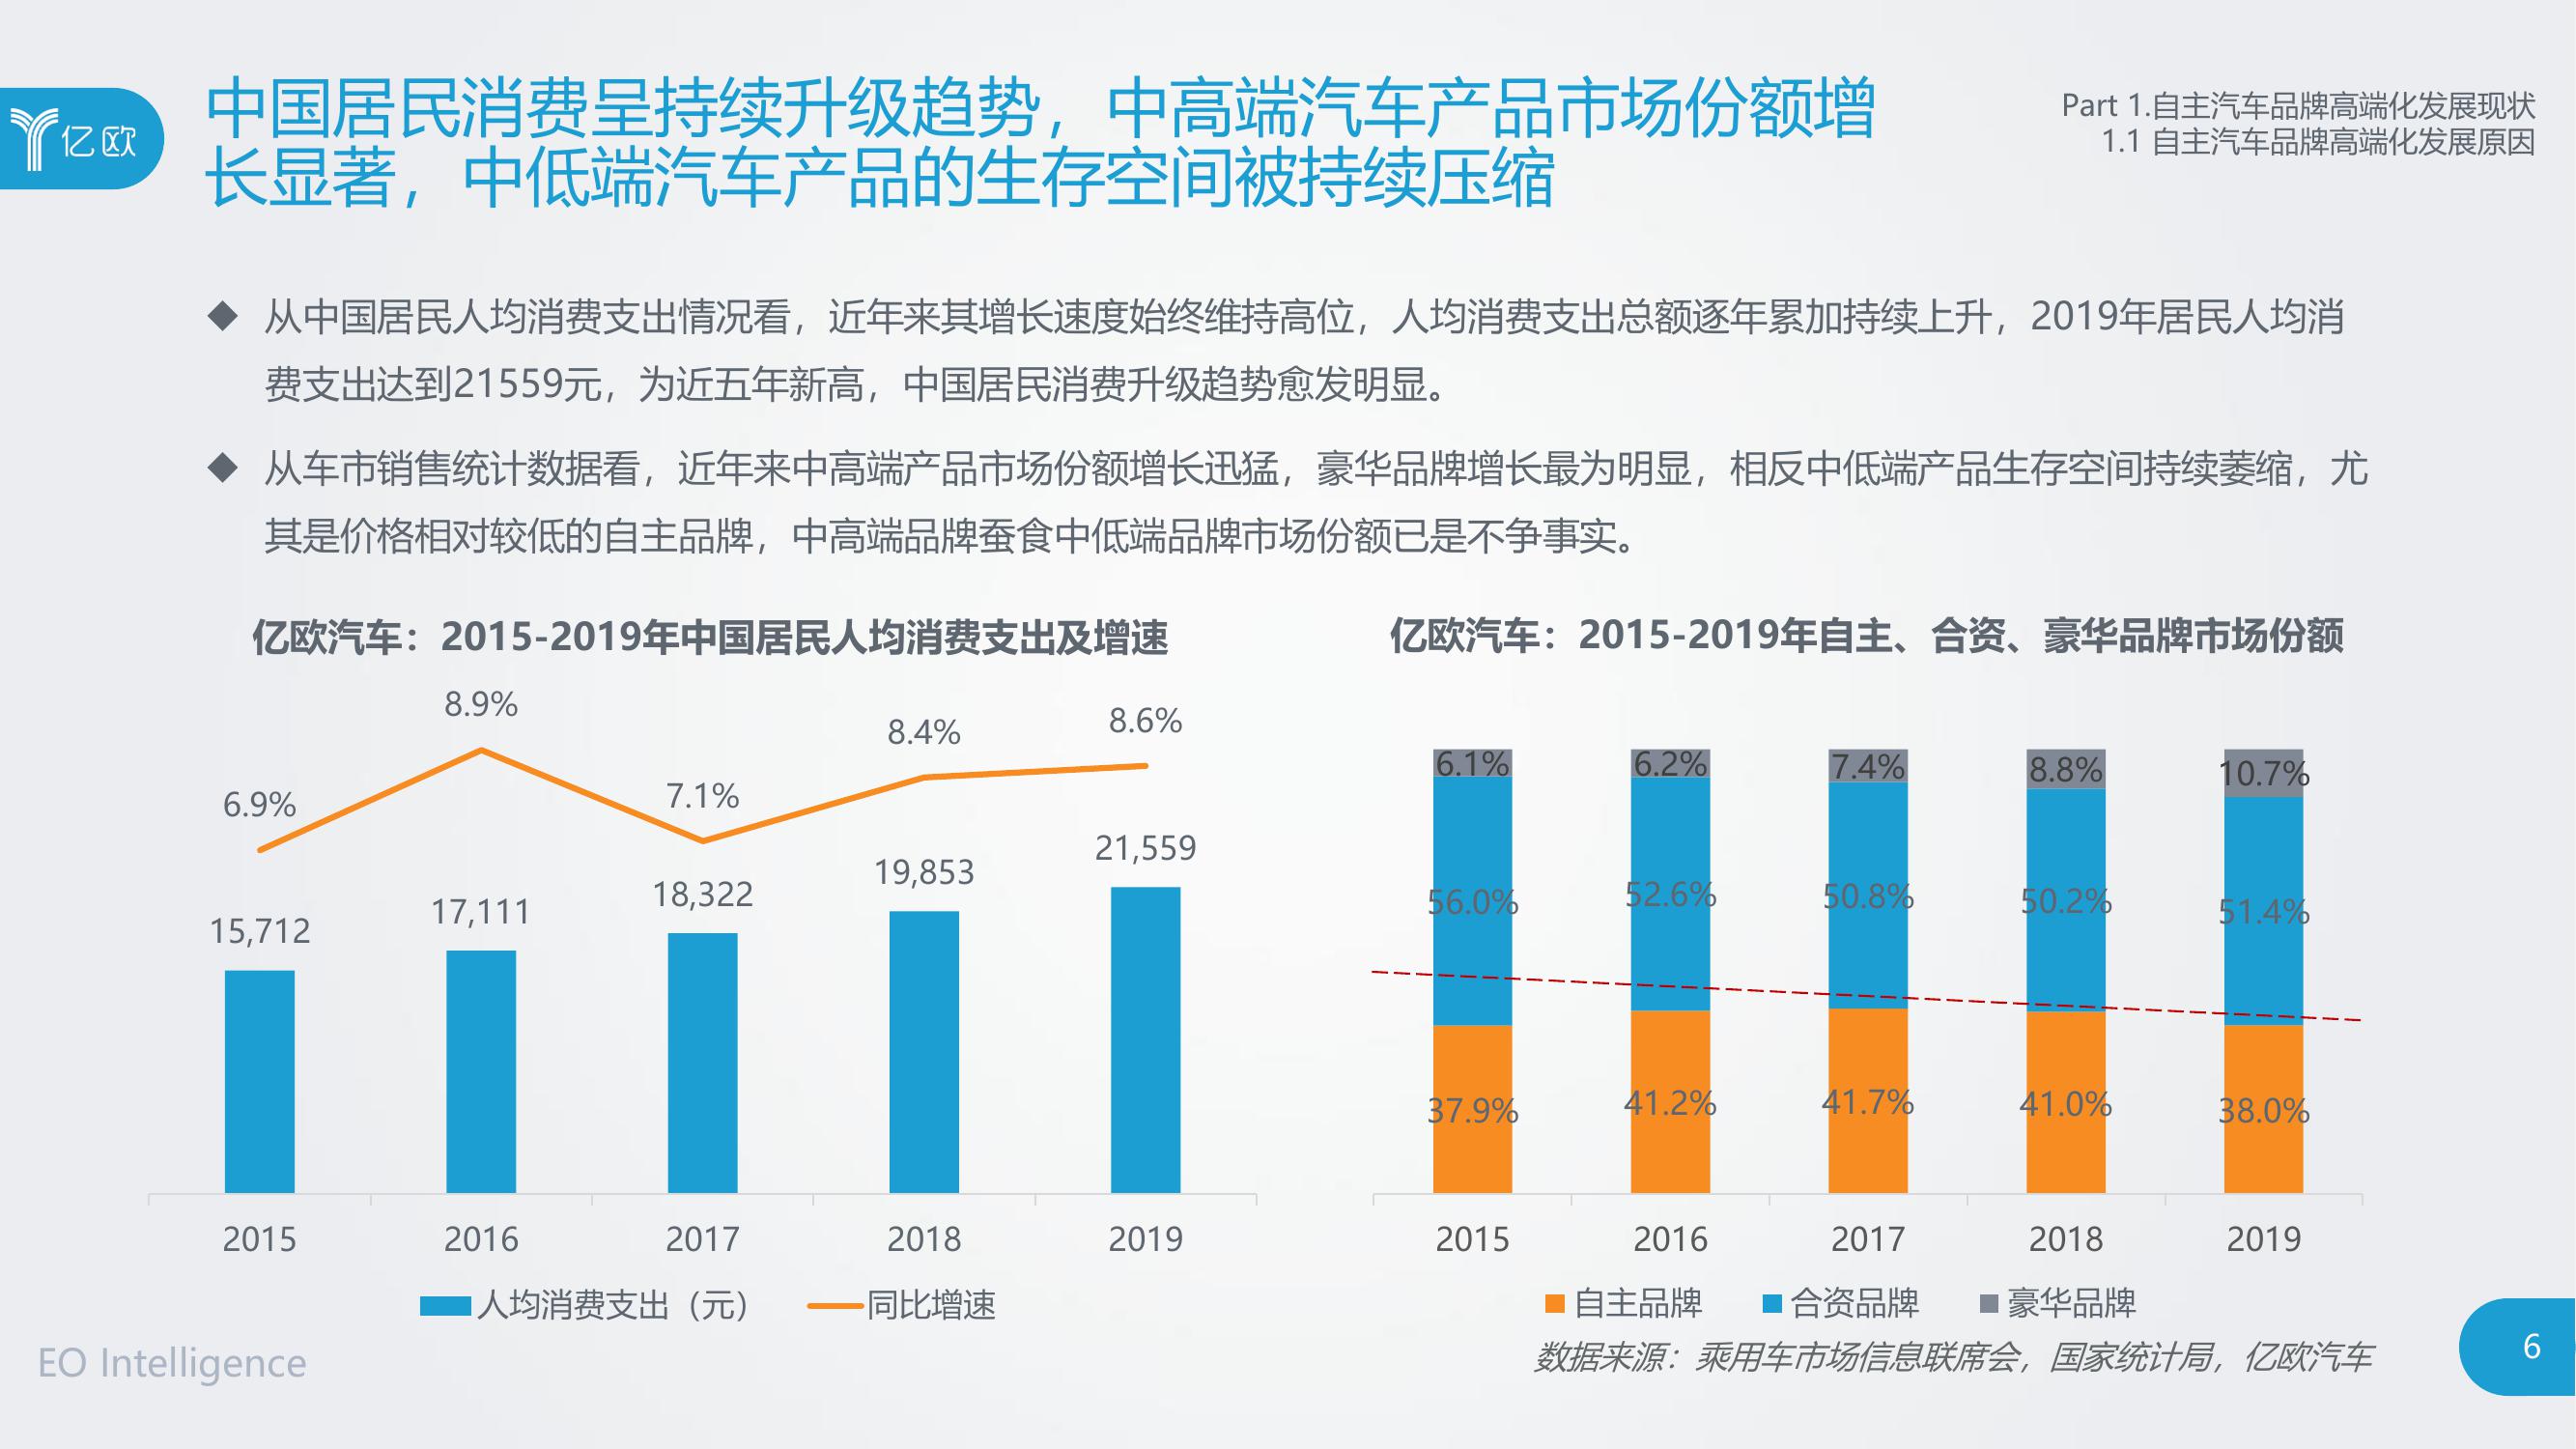 亿欧
中国居民消费呈持续升级趋势，中高端汽车产品市场份额增
长显著，中低端汽车产品的生存空间被持续压缩
Part 1.自主汽车品牌高端化发展现状
1.1 自主汽车品牌高端化发展原因
◆ 从中国居民人均消费支出情况看，近年来其增长速度始终维持高位，人均消费支出总额逐年累加持续上升，2019年居民人均消
费支出达到21559元，为近五年新高，中国居民消费升级趋势愈发明显。
◆ 从车市销售统计数据看，近年来中高端产品市场份额增长迅猛，豪华品牌增长最为明显，相反中低端产品生存空间持续萎缩，尤
其是价格相对较低的自主品牌，中高端品牌蚕食中低端品牌市场份额已是不争事实。
亿欧汽车：2015-2019年中国居民人均消费支出及增速
6.9% 8.9% 7.1% 8.4% 8.6%
15,712 17,111 18,322 19,853 21,559
2015 2016 2017 2018 2019
人均消费支出（元） 同比增速
亿欧汽车：2015-2019年自主、合资、豪华品牌市场份额
6.1% 6.2% 7.4% 8.8% 10.7%
56.0% 52.6% 50.8% 50.2% 51.4%
37.9% 41.2% 41.7% 41.0% 38.0%
2015 2016 2017 2018 2019
自主品牌 合资品牌 豪华品牌
数据来源：乘用车市场信息联席会，国家统计局，亿欧汽车
EO Intelligence
6